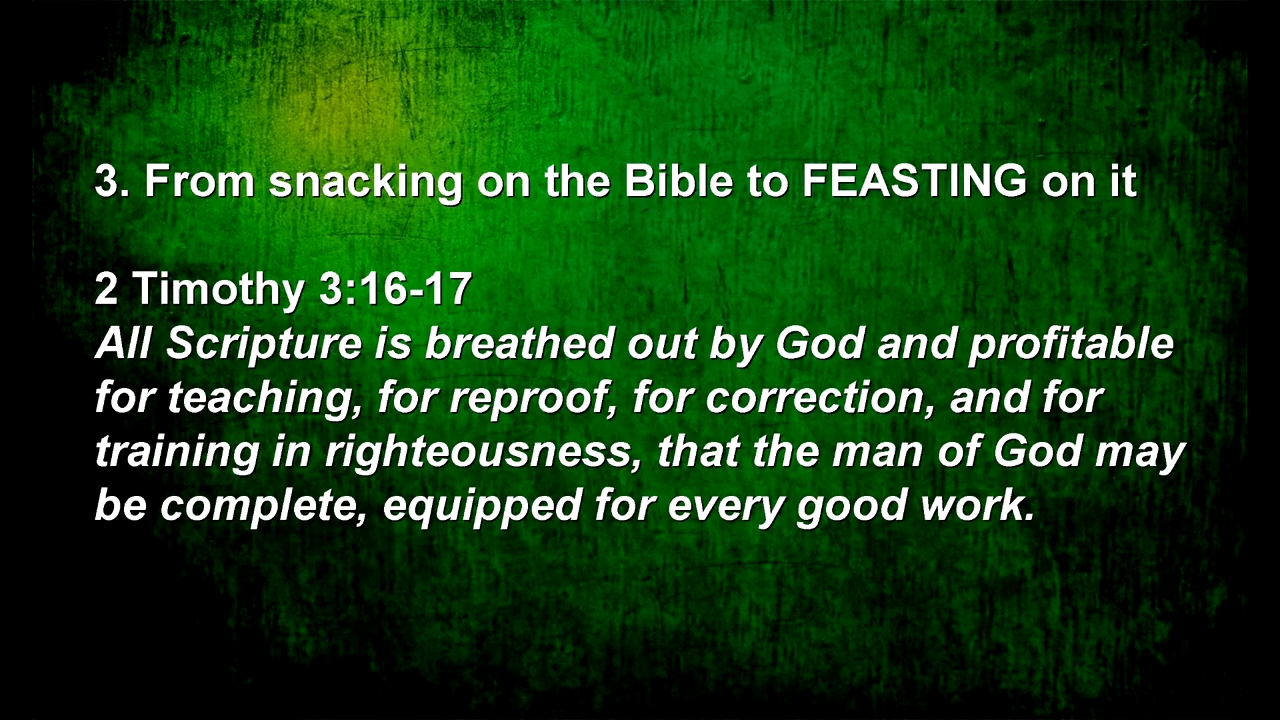 3. From snacking on the Bible to FEASTING on it
2 Timothy 3:16-17
All Scripture is breathed out by God and profitable
for teaching, for reproof, for correction, and for
training in righteousness, that the man of God may
be complete, equipped for every good work.